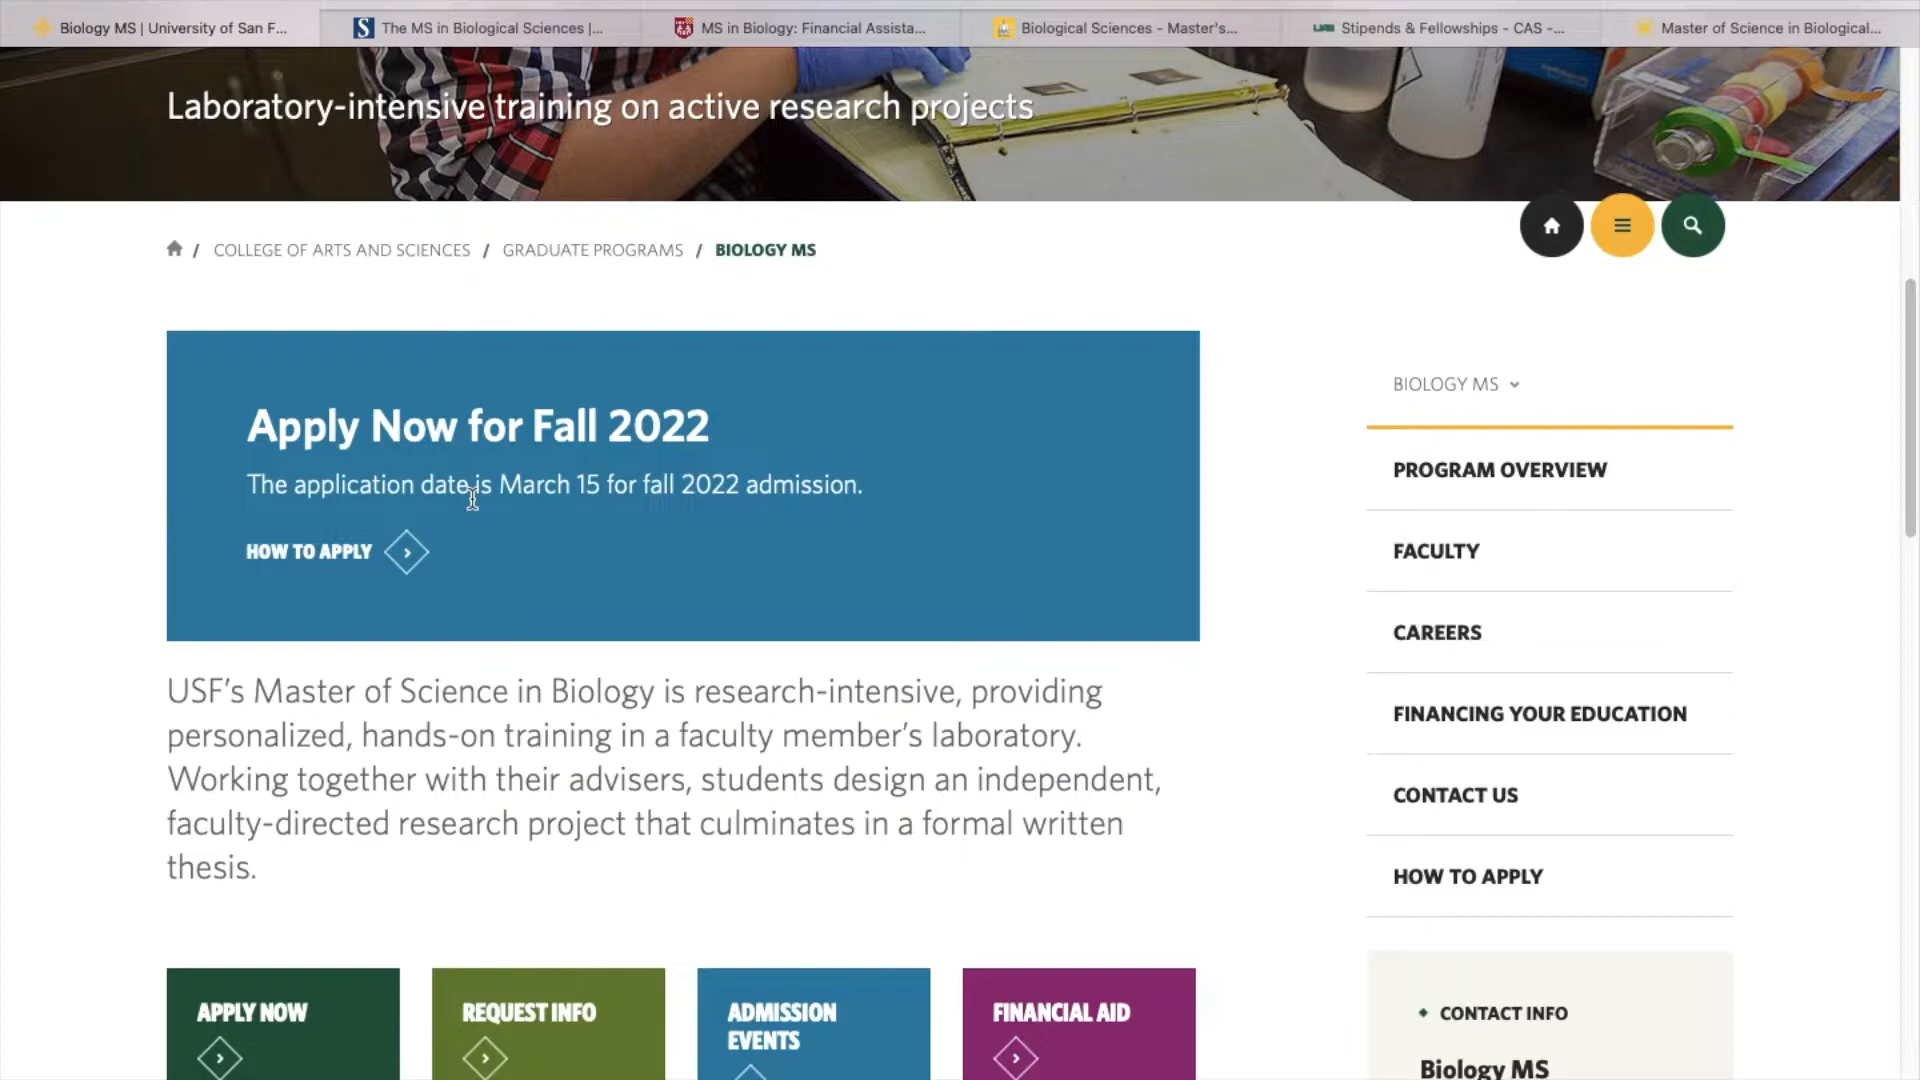 Biology MS | University of San F...
The MS in Biological Sciences |...
MS in Biology: Financial Assista...
Biological Sciences - Master's...
Stipends & Fellowships - CAS -...
Master of Science in Biological...
Laboratory-intensive training on active research projects
/ COLLEGE OF ARTS AND SCIENCES / GRADUATE PROGRAMS / BIOLOGY MS
Apply Now for Fall 2022
The application date is March 15 for fall 2022 admission.
HOW TO APPLY
USF's Master of Science in Biology is research-intensive, providing
personalized, hands-on training in a faculty member's laboratory.
Working together with their advisers, students design an independent,
faculty-directed research project that culminates in a formal written
thesis.
APPLY NOW
REQUEST INFO
ADMISSION
EVENTS
FINANCIAL AID
BIOLOGY MS
PROGRAM OVERVIEW
FACULTY
CAREERS
FINANCING YOUR EDUCATION
CONTACT US
HOW TO APPLY
CONTACT INFO
Biology MS